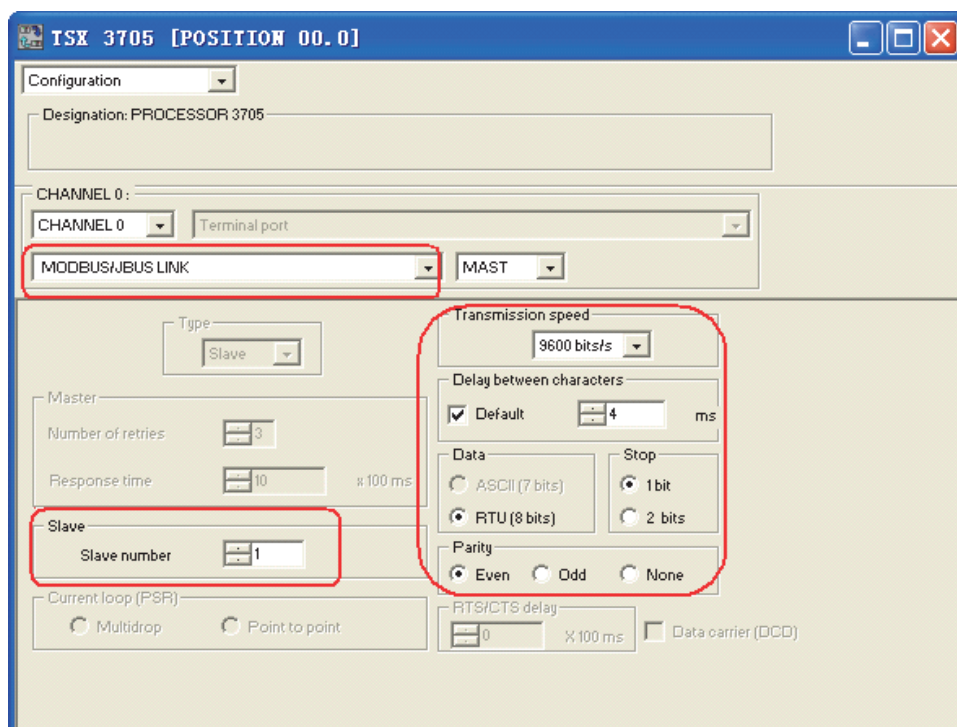 TSX 3705 [POSITION 00.0]
Configuration
Designation: PROCESSOR 3705
CHANNEL 0 :
CHANNEL 0
Terminal port
MODBUS/JBUS LINK
MAST
Type
Slave
Transmission speed
9600 bits/s
Delay between characters
Default
4
ms
Master
Number of retries
3
Response time
10
x 100 ms
Data
ASCII (7 bits)
RTU (8 bits)
Stop
1 bit
2 bits
Slave
Slave number
1
Parity
Even
Odd
None
Current loop (PSR)
Multidrop
Point to point
RTS/CTS delay
0
X 100 ms
Data carrier (DCD)